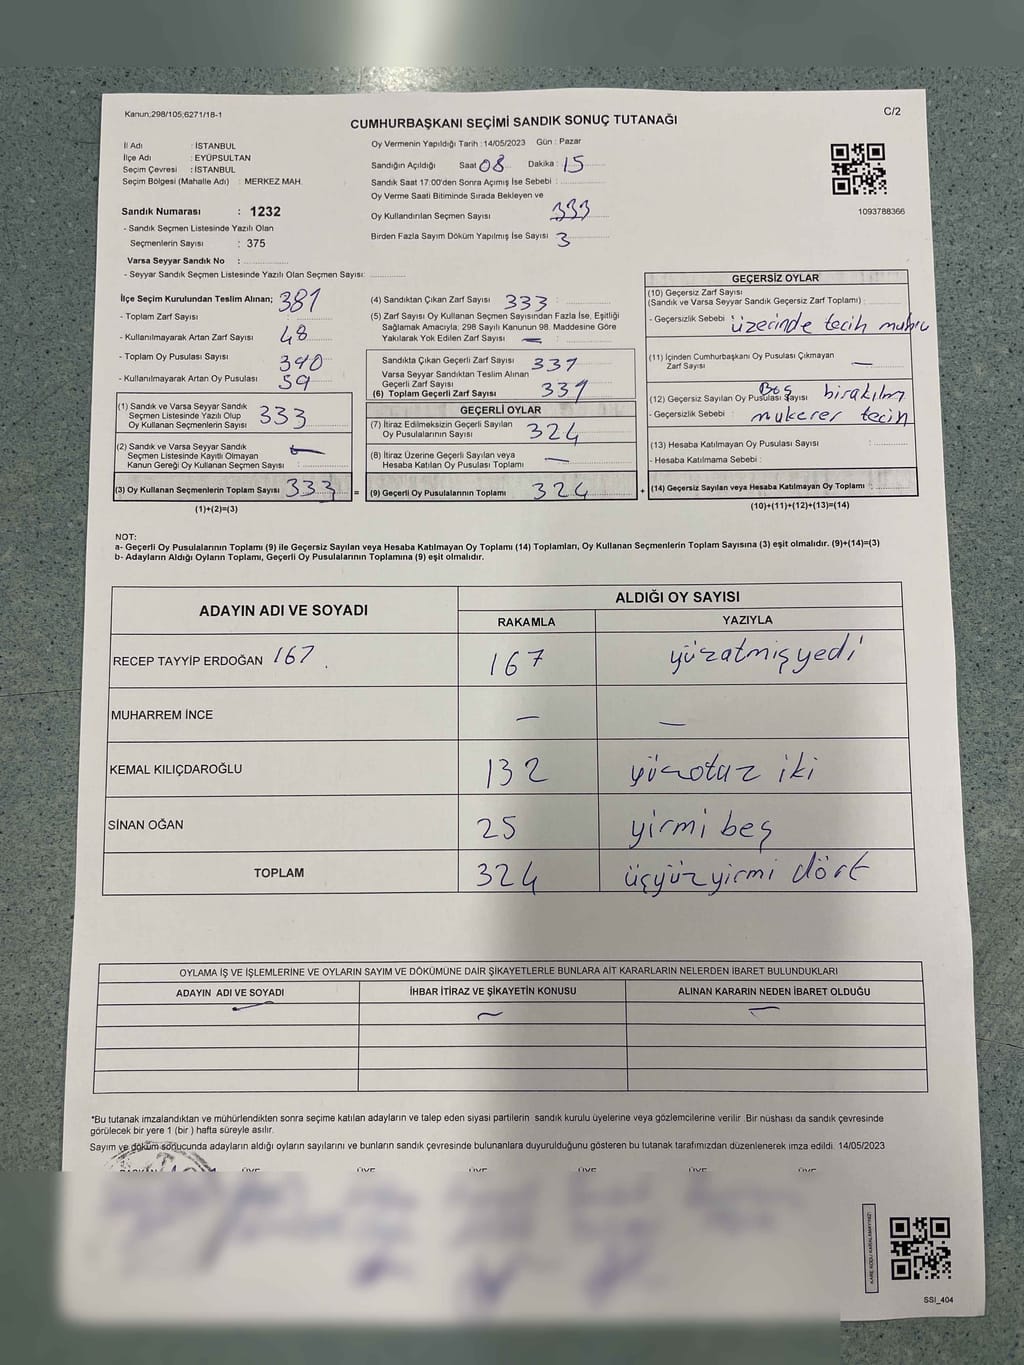 Kanun;298/105;6271/18-1
C/2
CUMHURBAŞKANI SEÇİMİ SANDIK SONUÇ TUTANAĞI
İl Adı : İSTANBUL
İlçe Adı : EYÜPSULTAN
Seçim Çevresi : İSTANBUL
Seçim Bölgesi (Mahalle Adı) : MERKEZ MAH.
Sandık Numarası : 1232
- Sandık Seçmen Listesinde Yazılı Olan
Seçmenlerin Sayısı : 375
Varsa Seyyar Sandık No :
- Seyyar Sandık Seçmen Listesinde Yazılı Olan Seçmen Sayısı:
Oy Vermenin Yapıldığı Tarih : 14/05/2023 Gün : Pazar
Sandığın Açıldığı Saat 08 Dakika : 15
Sandık Saat 17:00'den Sonra Açımış İse Sebebi :
Oy Verme Saati Bitiminde Sırada Bekleyen ve
Oy Kullandırılan Seçmen Sayısı 333
Birden Fazla Sayım Döküm Yapılmış İse Sayısı 3
1093788366
İlçe Seçim Kurulundan Teslim Alınan; 381
- Toplam Zarf Sayısı :
- Kullanılmayarak Artan Zarf Sayısı 48
- Toplam Oy Pusulası Sayısı 390
- Kullanılmayarak Artan Oy Pusulası 59
(1) Sandık ve Varsa Seyyar Sandık
Seçmen Listesinde Yazılı Olup
Oy Kullanan Seçmenlerin Sayısı 333
(2) Sandık ve Varsa Seyyar Sandık
Seçmen Listesinde Kayıtlı Olmayan
Kanun Gereği Oy Kullanan Seçmen Sayısı
(3) Oy Kullanan Seçmenlerin Toplam Sayısı 333 =
(1)+(2)=(3)
(4) Sandıktan Çıkan Zarf Sayısı 333
(5) Zarf Sayısı Oy Kullanan Seçmen Sayısından Fazla İse, Eşitliği
Sağlamak Amacıyla; 298 Sayılı Kanunun 98. Maddesine Göre
Yakılarak Yok Edilen Zarf Sayısı : —
Sandıkta Çıkan Geçerli Zarf Sayısı 331
Varsa Seyyar Sandıktan Teslim Alınan
Geçerli Zarf Sayısı
(6) Toplam Geçerli Zarf Sayısı 331
GEÇERLİ OYLAR
(7) İtiraz Edilmeksizin Geçerli Sayılan
Oy Pusulasının Sayısı 324
(8) İtiraz Üzerine Geçerli Sayılan veya
Hesaba Katılan Oy Pusulası Toplamı —
(9) Geçerli Oy Pusulalarının Toplamı 324 +
GEÇERSİZ OYLAR
(10) Geçersiz Zarf Sayısı
(Sandık ve Varsa Seyyar Sandık Geçersiz Zarf Toplamı) :
- Geçersizlik Sebebi : üzerinde tecih
(11) İçinden Cumhurbaşkanı Oy Pusulası Çıkmayan
Zarf Sayısı —
(12) Geçersiz Sayılan Oy Pusulası Sayısı Boş
- Geçersizlik Sebebi : mukerer tecih
(13) Hesaba Katılmayan Oy Pusulası Sayısı :
- Hesaba Katılmama Sebebi :
(14) Geçersiz Sayılan veya Hesaba Katılmayan Oy Toplamı :
(10)+(11)+(12)+(13)=(14)
NOT:
a- Geçerli Oy Pusulalarının Toplamı (9) ile Geçersiz Sayılan veya Hesaba Katılmayan Oy Toplamı (14) Toplamları, Oy Kullanan Seçmenlerin Toplam Sayısına (3) eşit olmalıdır. (9)+(14)=(3)
b- Adayların Aldığı Oyların Toplamı, Geçerli Oy Pusulalarının Toplamına (9) eşit olmalıdır.
ADAYIN ADI VE SOYADI
ALDIĞI OY SAYISI
RAKAMLA YAZIYLA
RECEP TAYYİP ERDOĞAN 167 167 yüzatmışyedi
MUHARREM İNCE — —
KEMAL KILIÇDAROĞLU 132 yüzotuz iki
SİNAN OĞAN 25 yirmi beş
TOPLAM 324 üçyüzyirmi dört
OYLAMA İŞ VE İŞLEMLERİNE VE OYLARIN SAYIM VE DÖKÜMÜNE DAİR ŞİKAYETLERLE BUNLARA AİT KARARLARIN NELERDEN İBARET BULUNDUKLARI
ADAYIN ADI VE SOYADI İHBAR İTİRAZ VE ŞİKAYETİN KONUSU ALINAN KARARIN NEDEN İBARET OLDUĞU
*Bu tutanak imzalandıktan ve mühürlendikten sonra seçime katılan adayların ve talep eden siyasi partilerin sandık kurulu üyelerine veya gözlemcilerine verilir. Bir nüshası da sandık çevresinde
görülecek bir yere 1 (bir ) hafta süreyle asılır.
Sayım ve döküm sonucunda adayların aldığı oyların sayılarını ve bunların sandık çevresinde bulunanlara duyurulduğunu gösteren bu tutanak tarafımızdan düzenlenerek imza edildi. 14/05/2023
BAŞKAN ÜYE ÜYE ÜYE ÜYE ÜYE ÜYE
KARE KODU KARALAMAYINIZ!
SSI_404